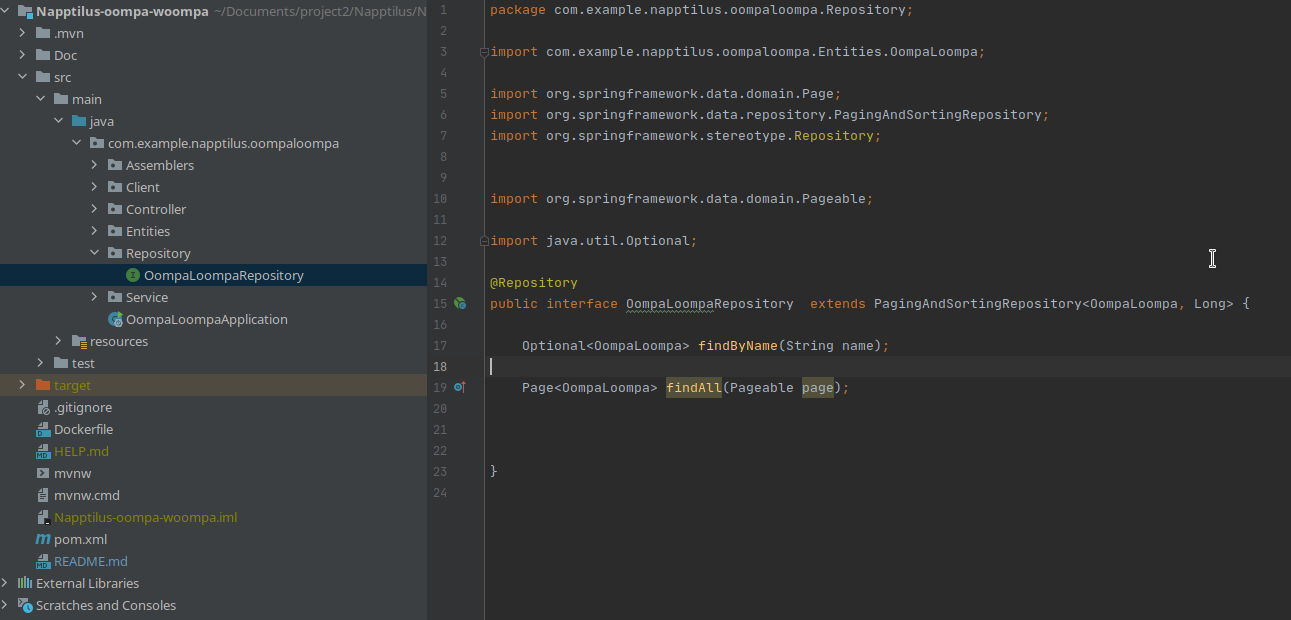 Napptilus-oompa-woompa ~/Documents/project2/Napptilus/N
.mvn
Doc
src
main
java
com.example.napptilus.oompaloompa
Assemblers
Client
Controller
Entities
Repository
OompaLoompaRepository
Service
OompaLoompaApplication
resources
test
target
.gitignore
Dockerfile
HELP.md
mvnw
mvnw.cmd
Napptilus-oompa-woompa.iml
pom.xml
README.md
External Libraries
Scratches and Consoles
1 package com.example.napptilus.oompaloompa.Repository;
2
3 import com.example.napptilus.oompaloompa.Entities.OompaLoompa;
4
5 import org.springframework.data.domain.Page;
6 import org.springframework.data.repository.PagingAndSortingRepository;
7 import org.springframework.stereotype.Repository;
8
9
10 import org.springframework.data.domain.Pageable;
11
12 import java.util.Optional;
13
14 @Repository
15 public interface OompaLoompaRepository  extends PagingAndSortingRepository<OompaLoompa, Long> {
16
17     Optional<OompaLoompa> findByName(String name);
18
19     Page<OompaLoompa> findAll(Pageable page);
20
21
22
23 }
24